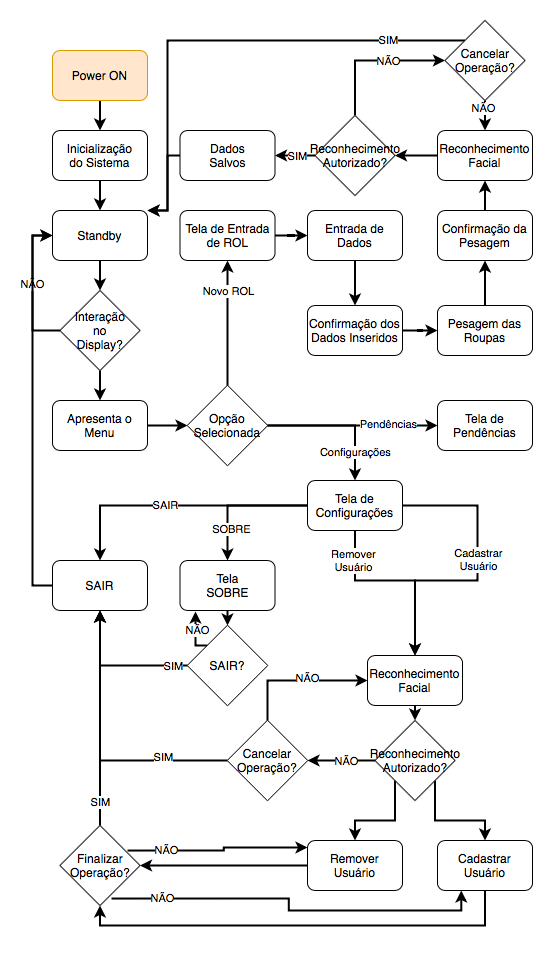 SIM
Cancelar
Operação?
Power ON
NÃO
NÃO
Inicialização
do Sistema
Dados
Salvos
SIM
Reconhecimento
Autorizado?
Reconhecimento
Facial
Standby
Tela de Entrada
de ROL
Entrada de
Dados
Confirmação da
Pesagem
NÃO
Novo ROL
Interação
no
Display?
Confirmação dos
Dados Inseridos
Pesagem das
Roupas
Apresenta o
Menu
Opção
Selecionada
Pendências
Tela de
Pendências
Configurações
Tela de
Configurações
SAIR
SOBRE
Remover
Usuário
Cadastrar
Usuário
SAIR
Tela
SOBRE
NÃO
SIM
SAIR?
NÃO
Reconhecimento
Facial
SIM
Cancelar
Operação?
NÃO
Reconhecimento
Autorizado?
SIM
Finalizar
Operação?
NÃO
Remover
Usuário
Cadastrar
Usuário
NÃO